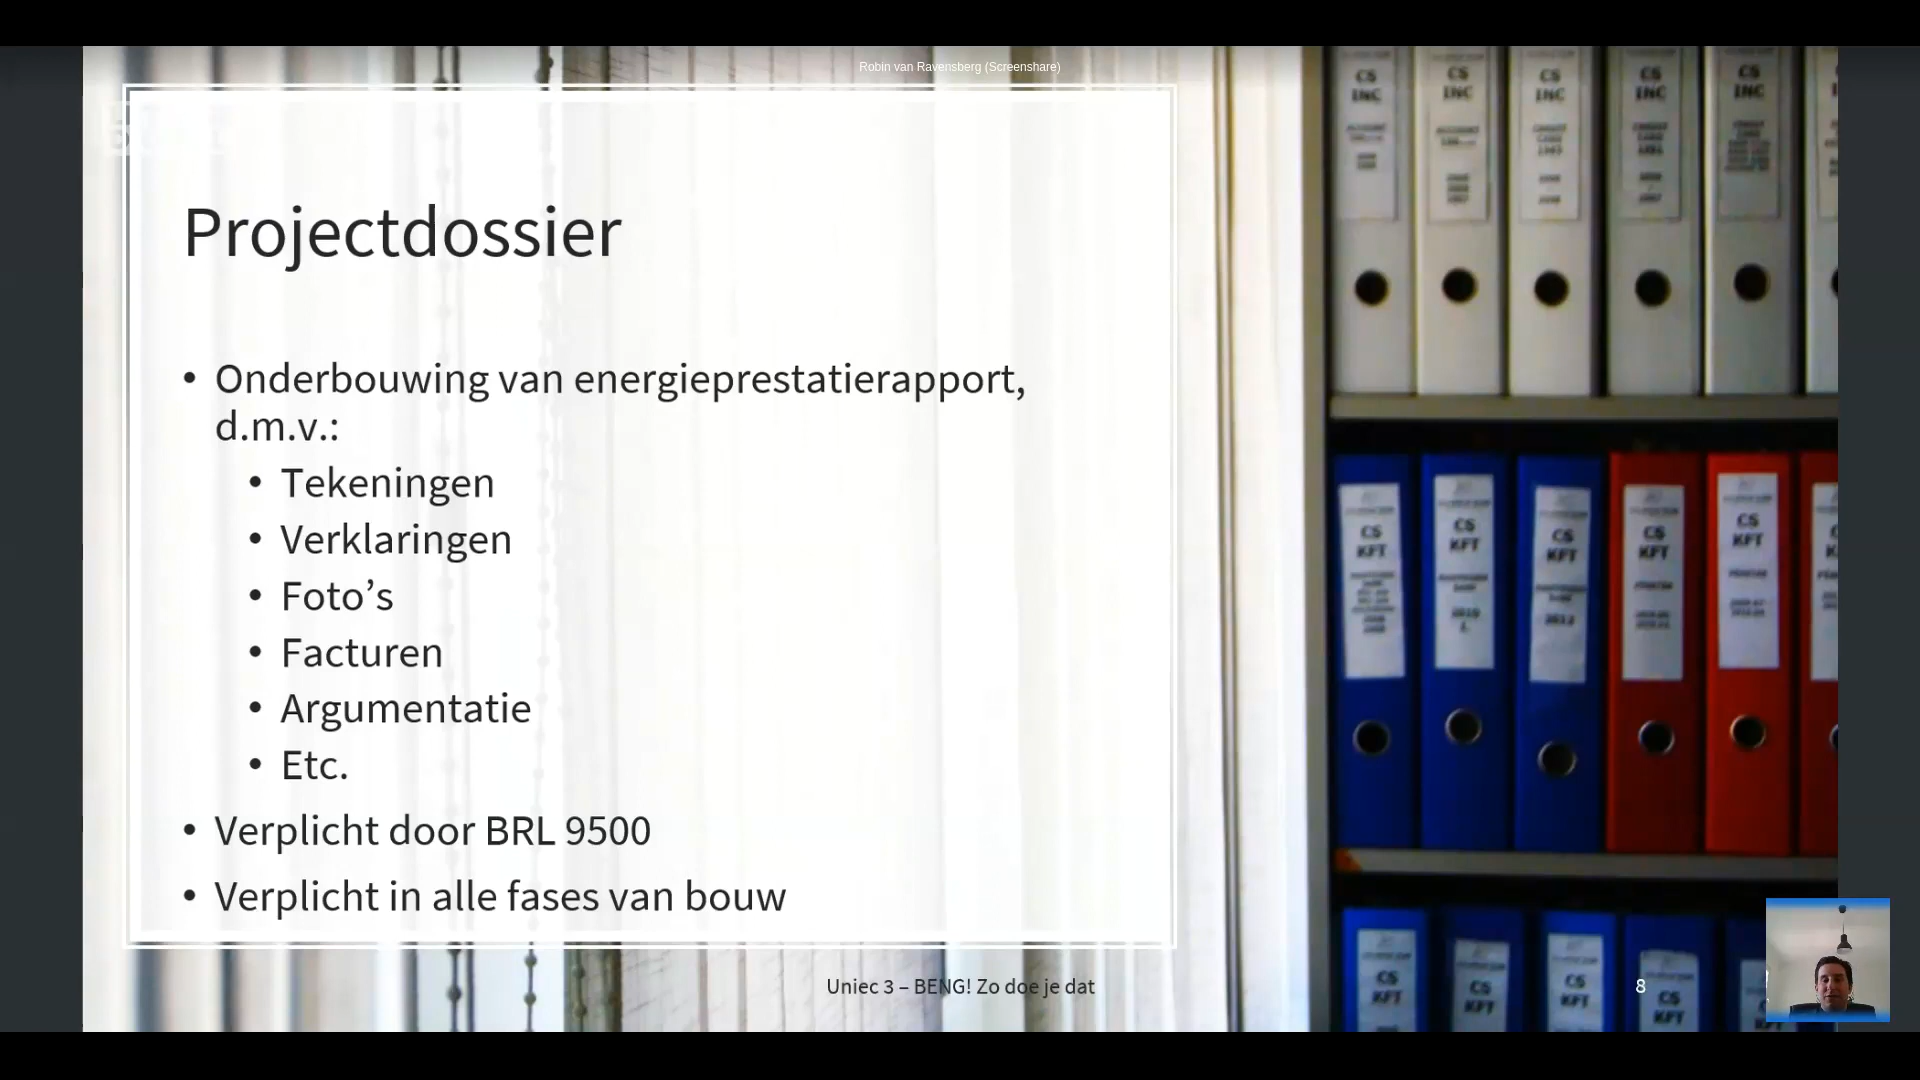 Robin van Ravensberg (Screenshare)
Projectdossier
• Onderbouwing van energieprestatierapport,
d.m.v.:
• Tekeningen
• Verklaringen
• Foto’s
• Facturen
• Argumentatie
• Etc.
• Verplicht door BRL 9500
• Verplicht in alle fases van bouw
Uniec 3 – BENG! Zo doe je dat
8
CS
INC
CS
INC
CS
INC
CS
INC
CS
INC
CS
KFT
CS
KFT
CS
KFT
CS
KFT
CS
KFT
CS
KFT
CS
KFT
CS
KFT
CS
KFT